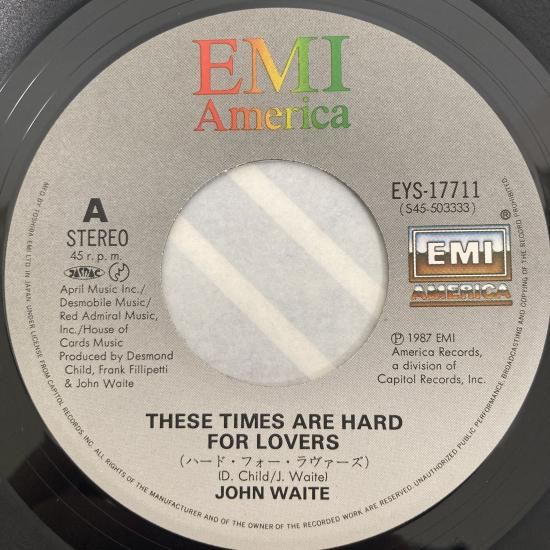 EMI
America
A
STEREO
45 r.p.m.
JASRAC
April Music Inc./
Desmobile Music/
Red Admiral Music,
Inc./House of
Cards Music
Produced by Desmond
Child, Frank Fillipetti
& John Waite
EYS-17711
(S45-503333)
®
EMI
AMERICA
Ⓟ 1987 EMI
America Records,
a division of
Capitol Records, Inc.
THESE TIMES ARE HARD
FOR LOVERS
(ハード・フォー・ラヴァーズ)
(D. Child/J. Waite)
JOHN WAITE
MFD BY TOSHIBA EMI LTD IN JAPAN UNDER LICENSE FROM CAPITOL RECORDS, INC. ALL RIGHTS OF THE MANUFACTURER AND OF THE OWNER OF THE RECORDED WORK ARE RESERVED. UNAUTHORIZED PUBLIC PERFORMANCE, BROADCASTING AND COPYING OF THE RECORD PROHIBITED.